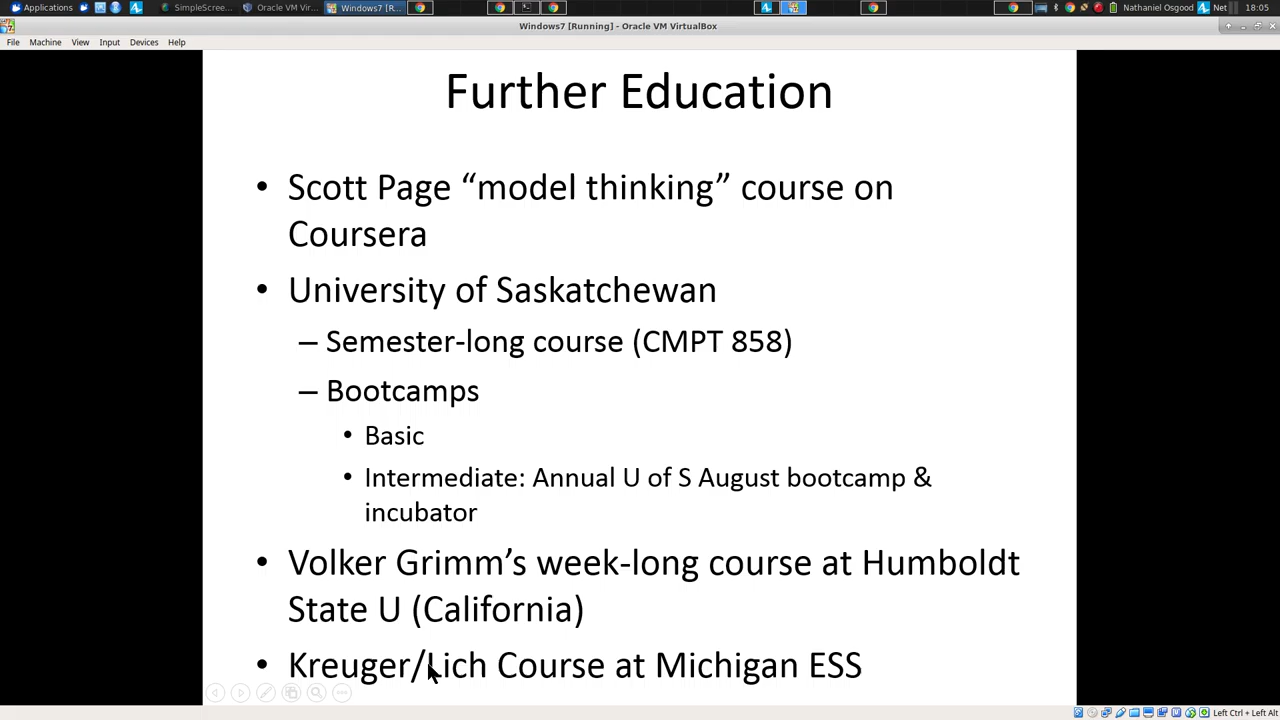 Applications
SimpleScree...
Oracle VM Vir...
Windows7 [R...
Nathaniel Osgood
Net
18:05
Windows7 [Running] - Oracle VM VirtualBox
File Machine View Input Devices Help
Further Education
• Scott Page “model thinking” course on
Coursera
• University of Saskatchewan
– Semester-long course (CMPT 858)
– Bootcamps
• Basic
• Intermediate: Annual U of S August bootcamp &
incubator
• Volker Grimm’s week-long course at Humboldt
State U (California)
• Kreuger/Lich Course at Michigan ESS
Left Ctrl + Left Alt